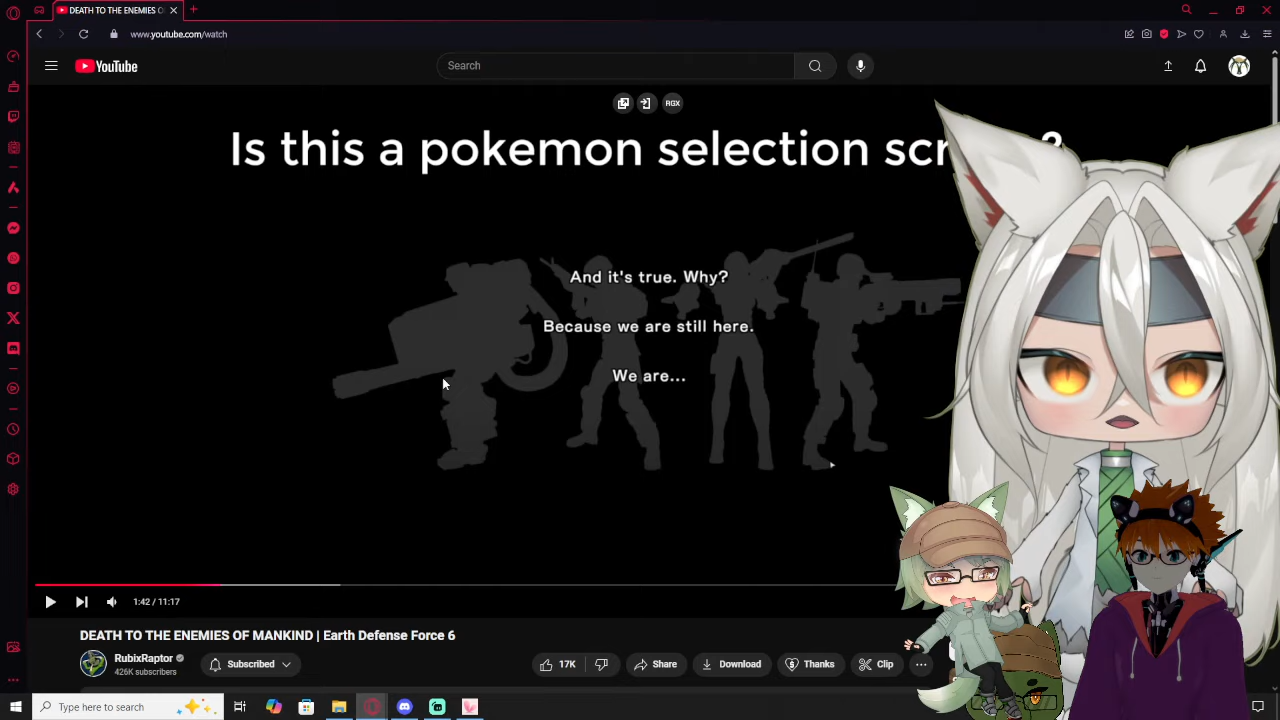 DEATH TO THE ENEMIES O
www.youtube.com/watch
YouTube
Search
RGX
Is this a pokemon selection scr
And it's true. Why?
Because we are still here.
We are...
1:42 / 11:17
DEATH TO THE ENEMIES OF MANKIND | Earth Defense Force 6
RubixRaptor
426K subscribers
Subscribed
17K
Share
Download
Thanks
Clip
Type here to search